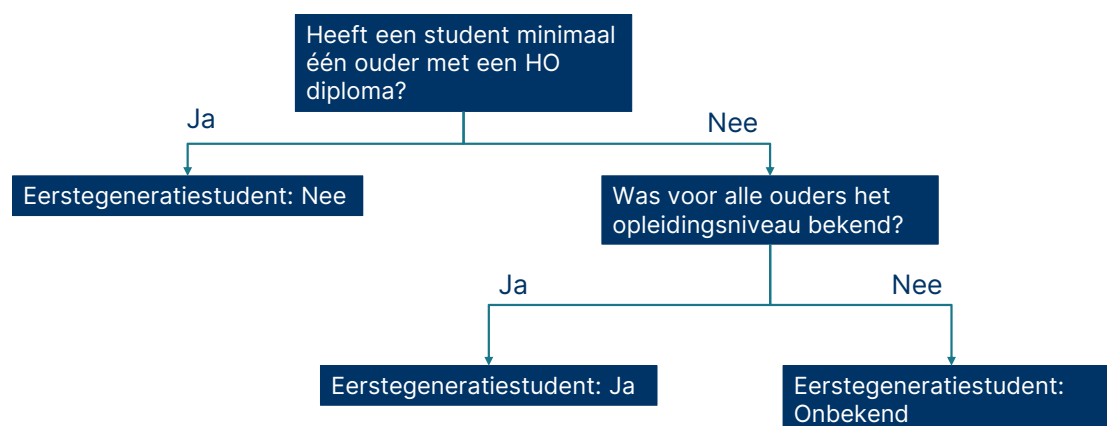 Heeft een student minimaal
één ouder met een HO
diploma?
Ja
Nee
Eerstegeneratiestudent: Nee
Was voor alle ouders het
opleidingsniveau bekend?
Ja
Nee
Eerstegeneratiestudent: Ja
Eerstegeneratiestudent:
Onbekend